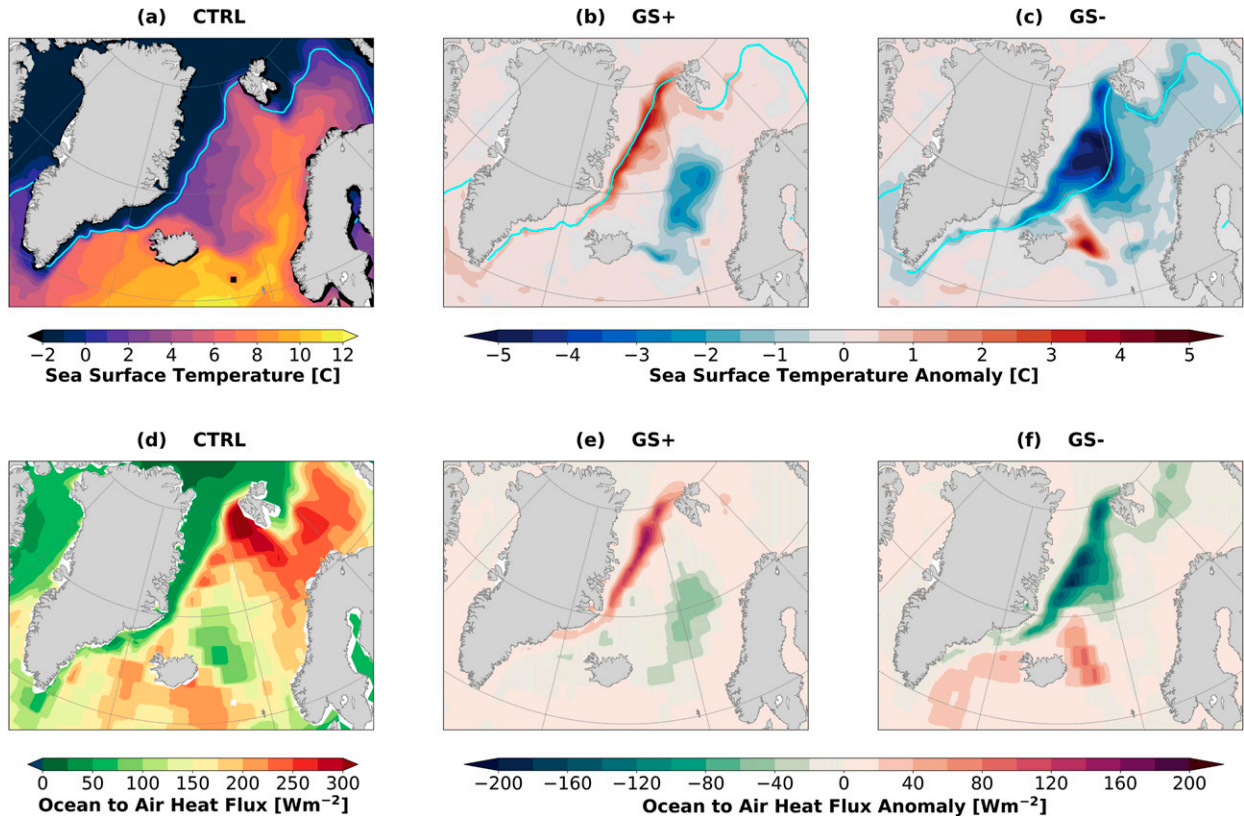 (a) CTRL
(b) GS+
(c) GS-
−2 0 2 4 6 8 10 12
Sea Surface Temperature [C]
−5 −4 −3 −2 −1 0 1 2 3 4 5
Sea Surface Temperature Anomaly [C]
(d) CTRL
(e) GS+
(f) GS-
0 50 100 150 200 250 300
Ocean to Air Heat Flux [Wm⁻²]
−200 −160 −120 −80 −40 0 40 80 120 160 200
Ocean to Air Heat Flux Anomaly [Wm⁻²]